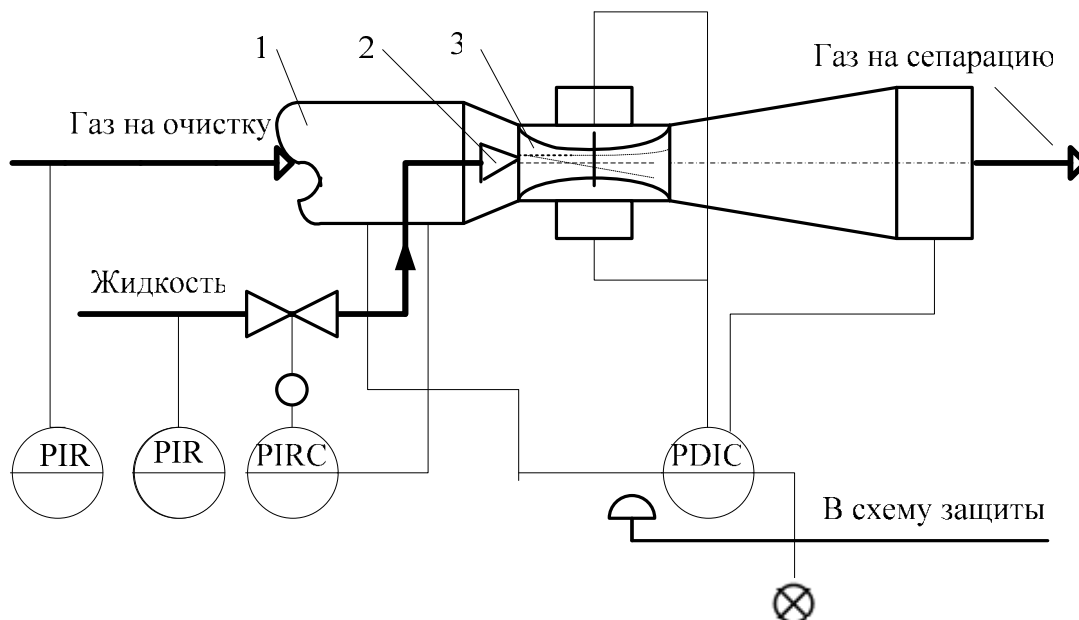 1
2
3
Газ на сепарацию
Газ на очистку
Жидкость
PIR
PIR
PIRC
PDIC
В схему защиты